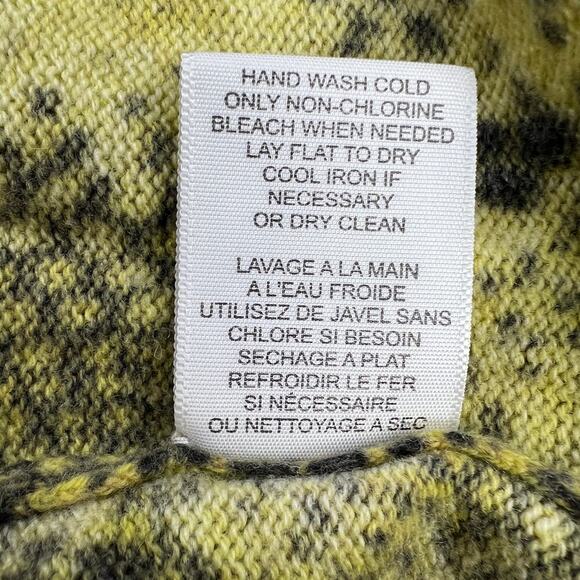 HAND WASH COLD
ONLY NON-CHLORINE
BLEACH WHEN NEEDED
LAY FLAT TO DRY
COOL IRON IF
NECESSARY
OR DRY CLEAN
LAVAGE A LA MAIN
A L'EAU FROIDE
UTILISEZ DE JAVEL SANS
CHLORE SI BESOIN
SECHAGE A PLAT
REFROIDIR LE FER
SI NÉCESSAIRE
OU NETTOYAGE A SEC